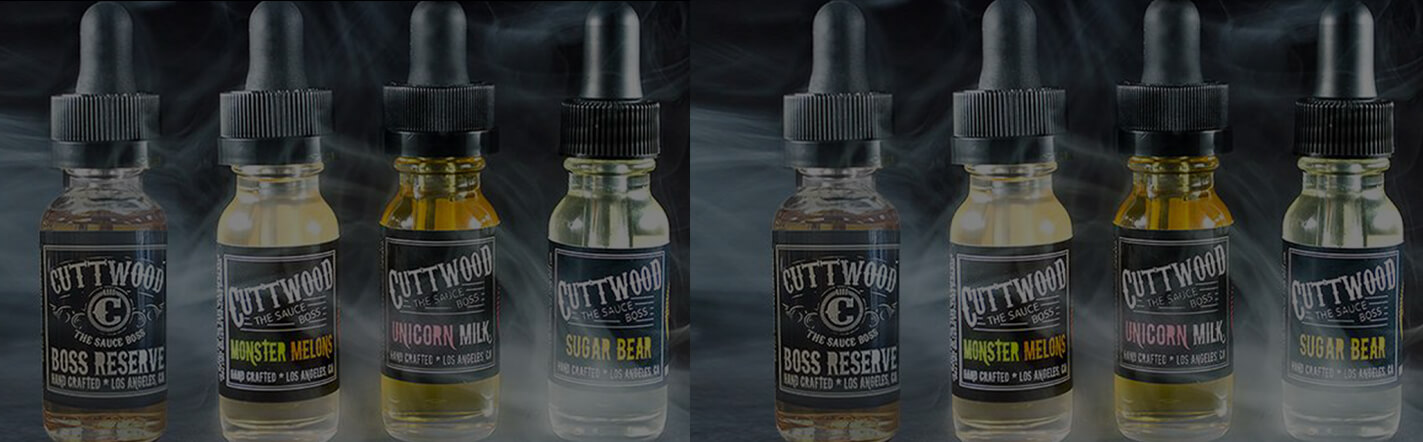 CUTTWOOD
C
THE SAUCE BOSS
BOSS RESERVE
HAND CRAFTED * LOS ANGELES, CA
CUTTWOOD
THE SAUCE
BOSS
MONSTER MELONS
HAND CRAFTED * LOS ANGELES, CA
CUTTWOOD
THE SAUCE
BOSS
UNICORN MILK
HAND CRAFTED * LOS ANGELES, CA
CUTTWOOD
THE SAUCE
BOSS
SUGAR BEAR
HAND CRAFTED * LOS ANGELES, CA
CUTTWOOD
C
THE SAUCE BOSS
BOSS RESERVE
HAND CRAFTED * LOS ANGELES, CA
CUTTWOOD
THE SAUCE
BOSS
MONSTER MELONS
HAND CRAFTED * LOS ANGELES, CA
CUTTWOOD
THE SAUCE
BOSS
UNICORN MILK
HAND CRAFTED * LOS ANGELES, CA
CUTTWOOD
THE SAUCE
BOSS
SUGAR BEAR
HAND CRAFTED * LOS ANGELES, CA